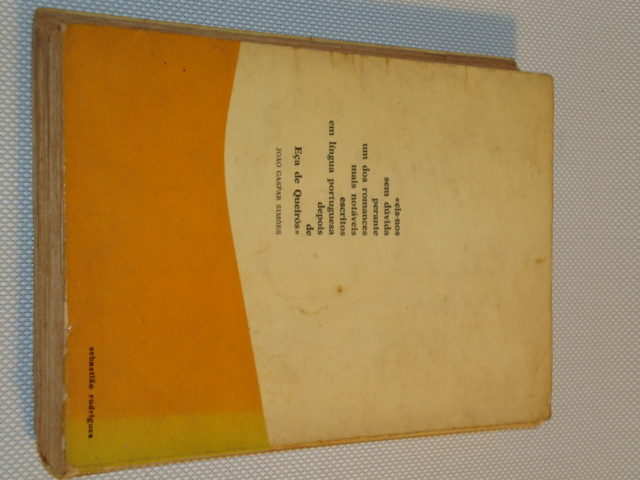 «eis-nos
sem dúvida
perante
um dos romances
mais notáveis
escritos
em língua portuguesa
depois
de
Eça de Queirós»
JOÃO GASPAR SIMÕES
sebastião rodrigues